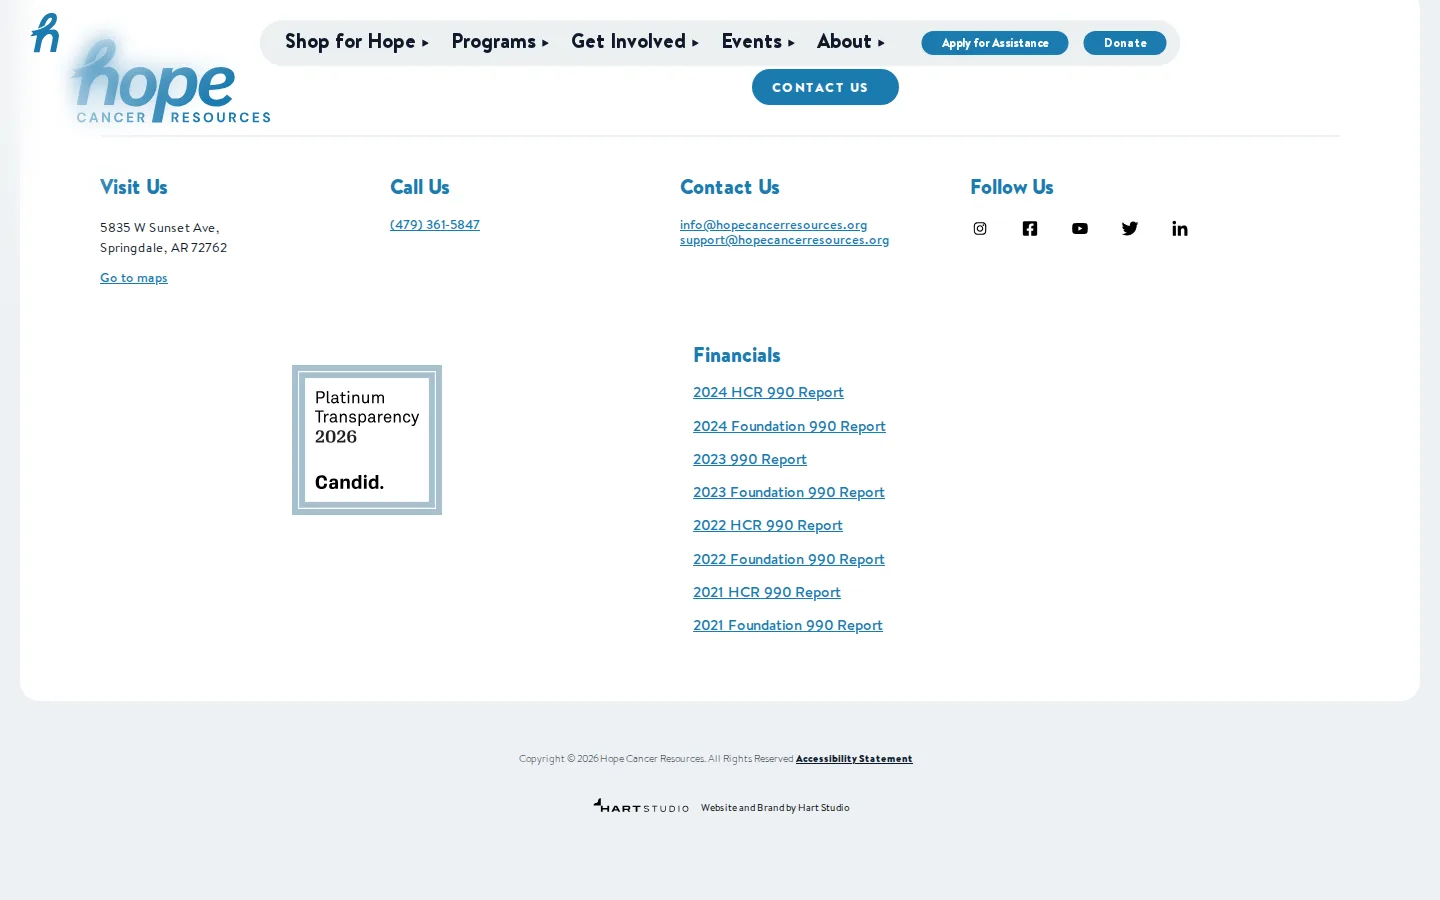 h
Shop for Hope
Programs
Get Involved
Events
About
Apply for Assistance
Donate
hope
CANCER RESOURCES
CONTACT US
Visit Us
5835 W Sunset Ave,
Springdale, AR 72762
Go to maps
Call Us
(479) 361-5847
Contact Us
info@hopecancerresources.org
support@hopecancerresources.org
Follow Us
Platinum
Transparency
2026
Candid.
Financials
2024 HCR 990 Report
2024 Foundation 990 Report
2023 990 Report
2023 Foundation 990 Report
2022 HCR 990 Report
2022 Foundation 990 Report
2021 HCR 990 Report
2021 Foundation 990 Report
Copyright © 2026 Hope Cancer Resources. All Rights Reserved Accessibility Statement
HART STUDIO Website and Brand by Hart Studio